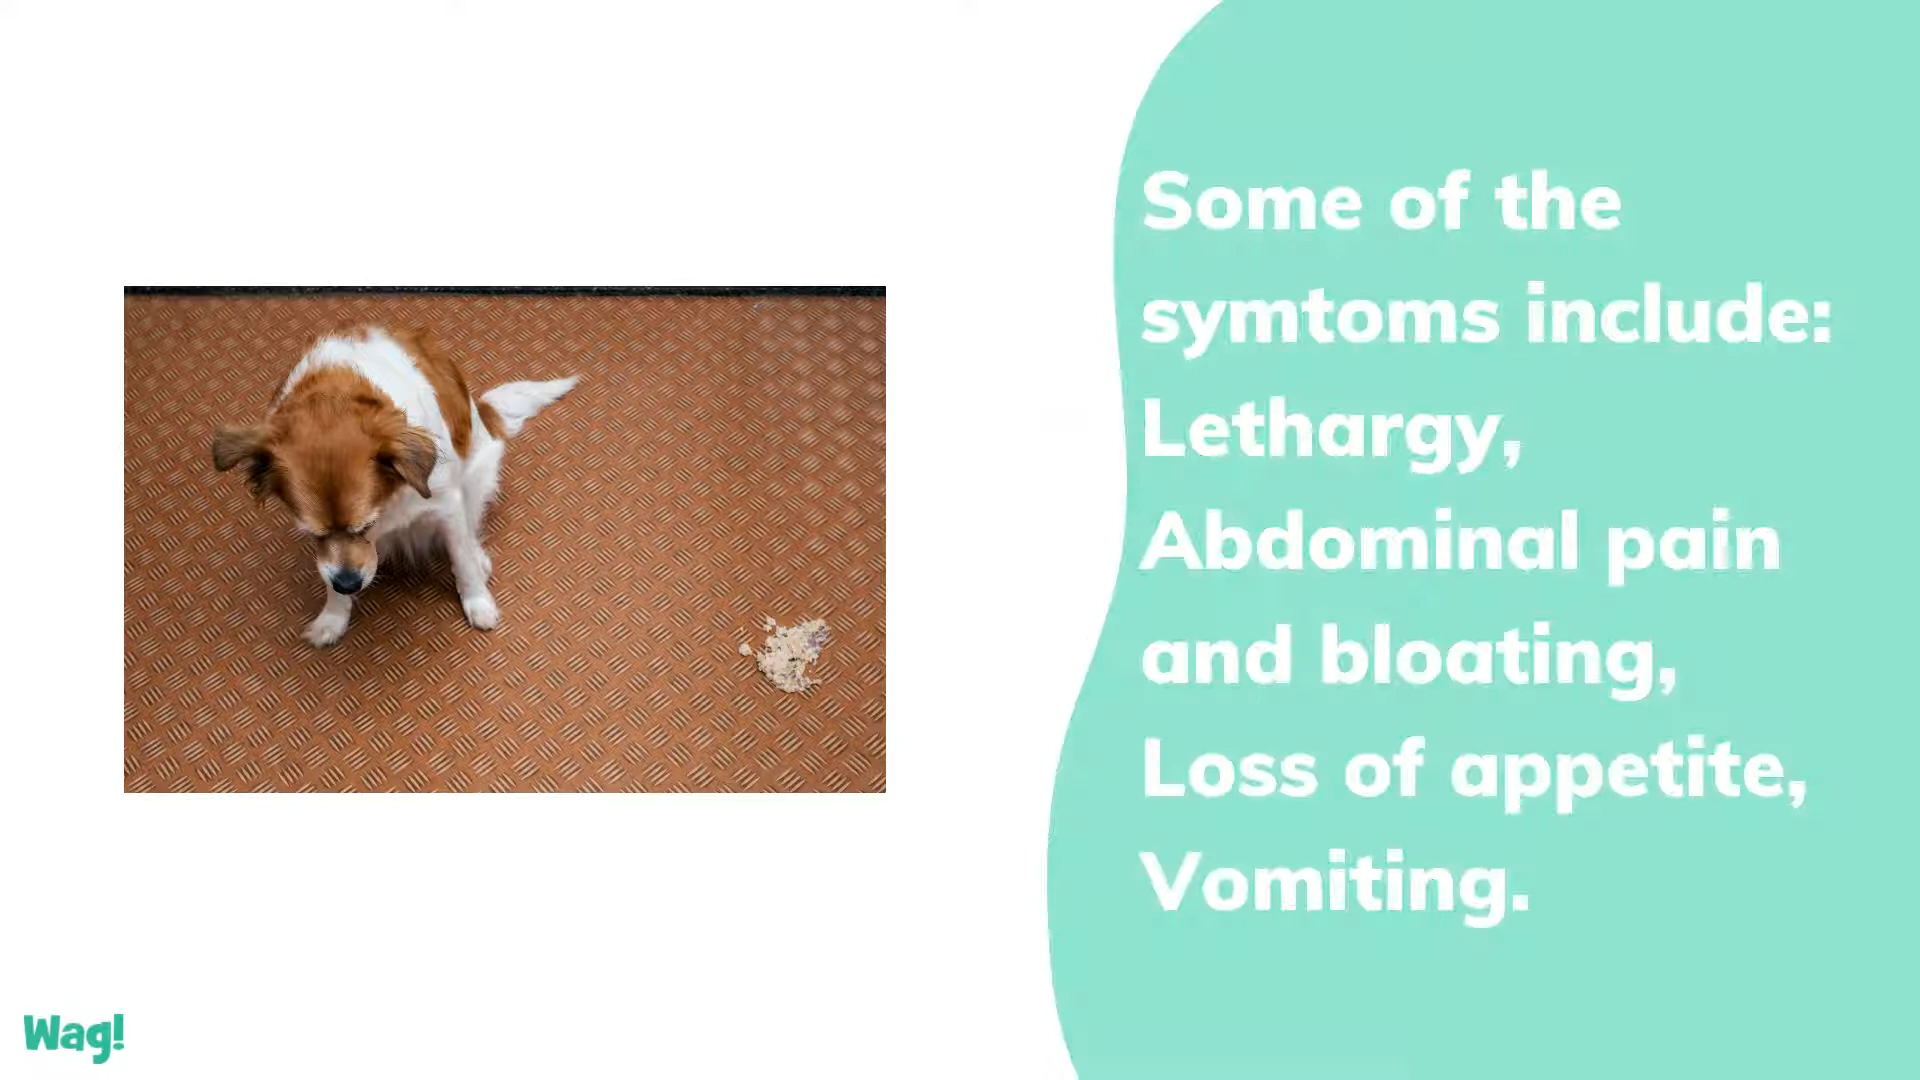 Some of the
symtoms include:
Lethargy,
Abdominal pain
and bloating,
Loss of appetite,
Vomiting.
Wag!